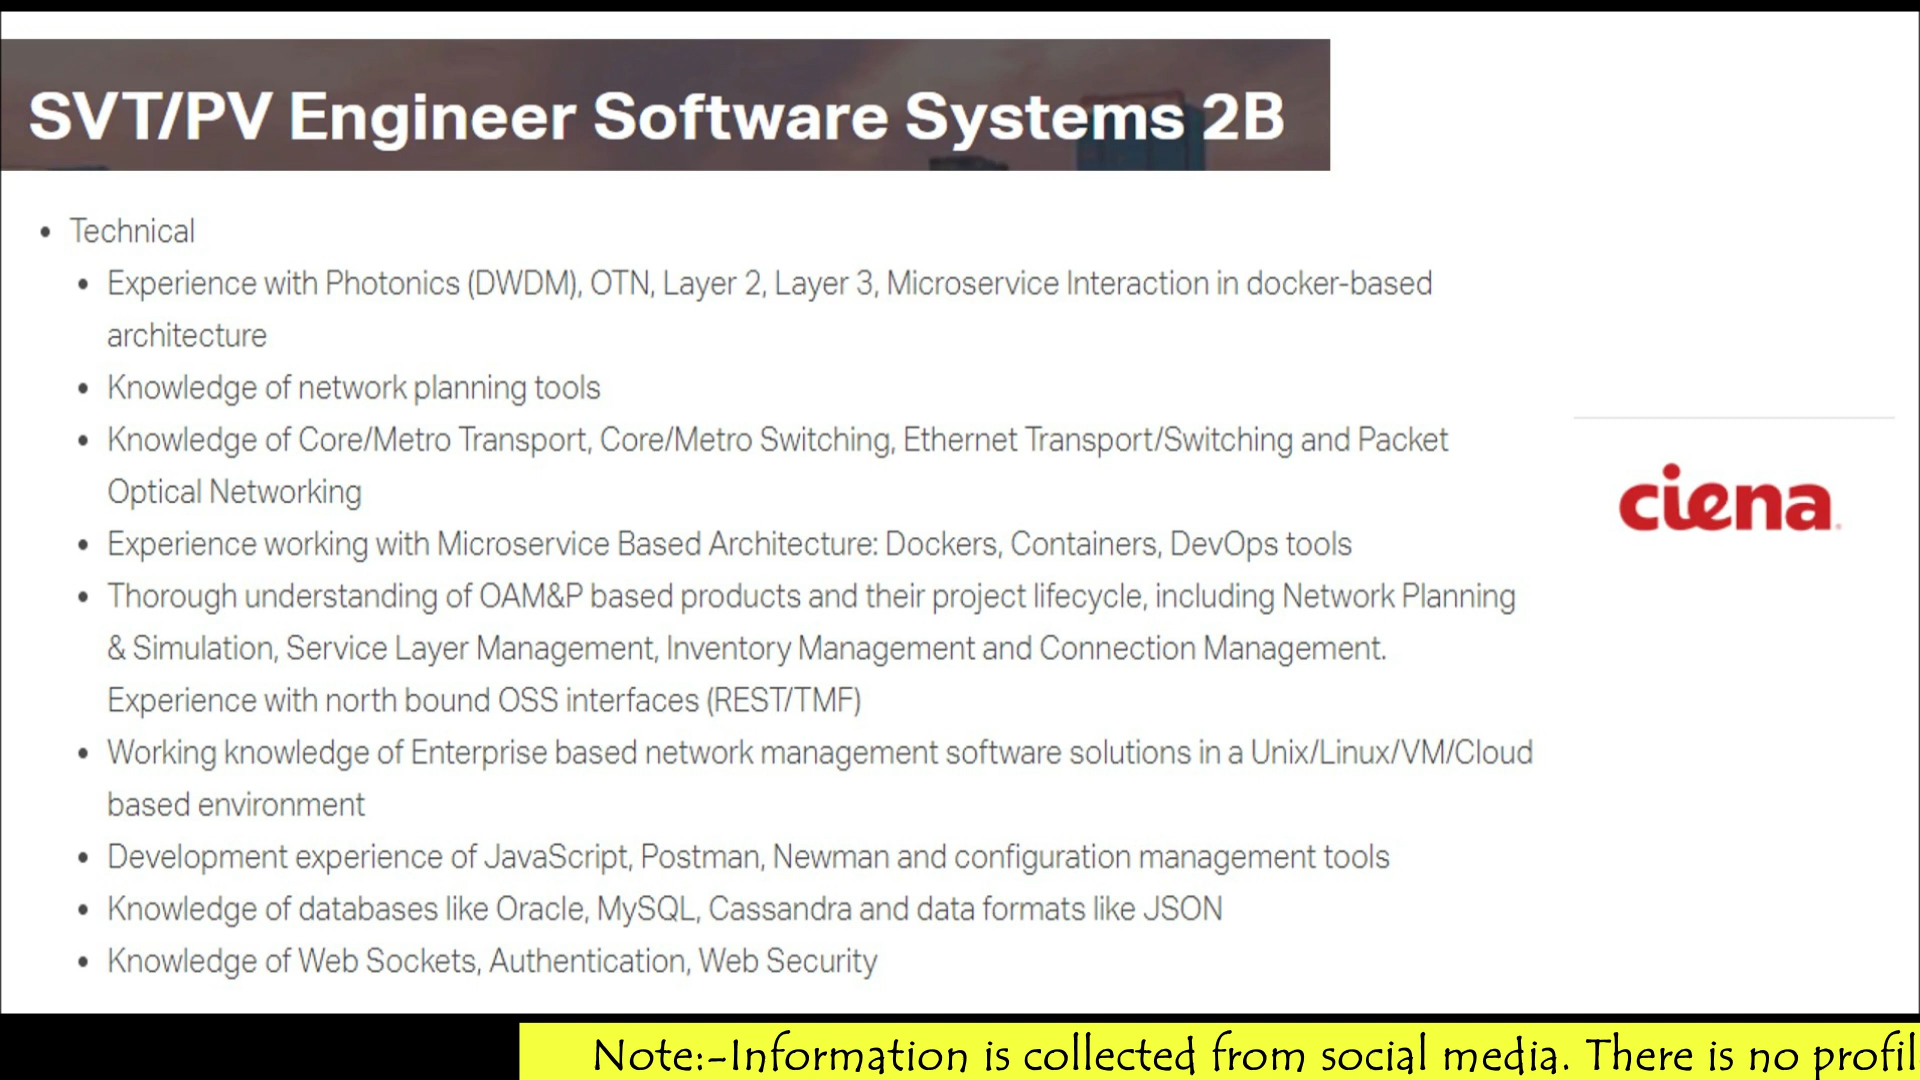 SVT/PV Engineer Software Systems 2B
• Technical
• Experience with Photonics (DWDM), OTN, Layer 2, Layer 3, Microservice Interaction in docker-based
architecture
• Knowledge of network planning tools
• Knowledge of Core/Metro Transport, Core/Metro Switching, Ethernet Transport/Switching and Packet
Optical Networking
ciena
• Experience working with Microservice Based Architecture: Dockers, Containers, DevOps tools
• Thorough understanding of OAM&P based products and their project lifecycle, including Network Planning
& Simulation, Service Layer Management, Inventory Management and Connection Management.
Experience with north bound OSS interfaces (REST/TMF)
• Working knowledge of Enterprise based network management software solutions in a Unix/Linux/VM/Cloud
based environment
• Development experience of JavaScript, Postman, Newman and configuration management tools
• Knowledge of databases like Oracle, MySQL, Cassandra and data formats like JSON
• Knowledge of Web Sockets, Authentication, Web Security
Note:-Information is collected from social media. There is no profil